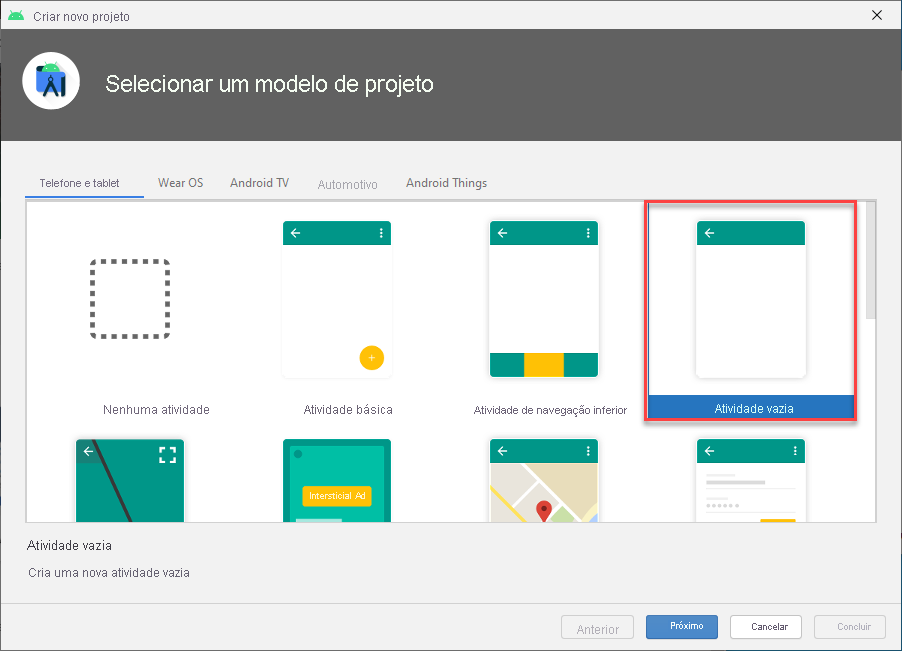 Criar novo projeto
Selecionar um modelo de projeto
Telefone e tablet
Wear OS
Android TV
Automotivo
Android Things
Nenhuma atividade
Atividade básica
Atividade de navegação inferior
Atividade vazia
Intersticial Ad
Atividade vazia
Cria uma nova atividade vazia
Anterior
Próximo
Cancelar
Concluir